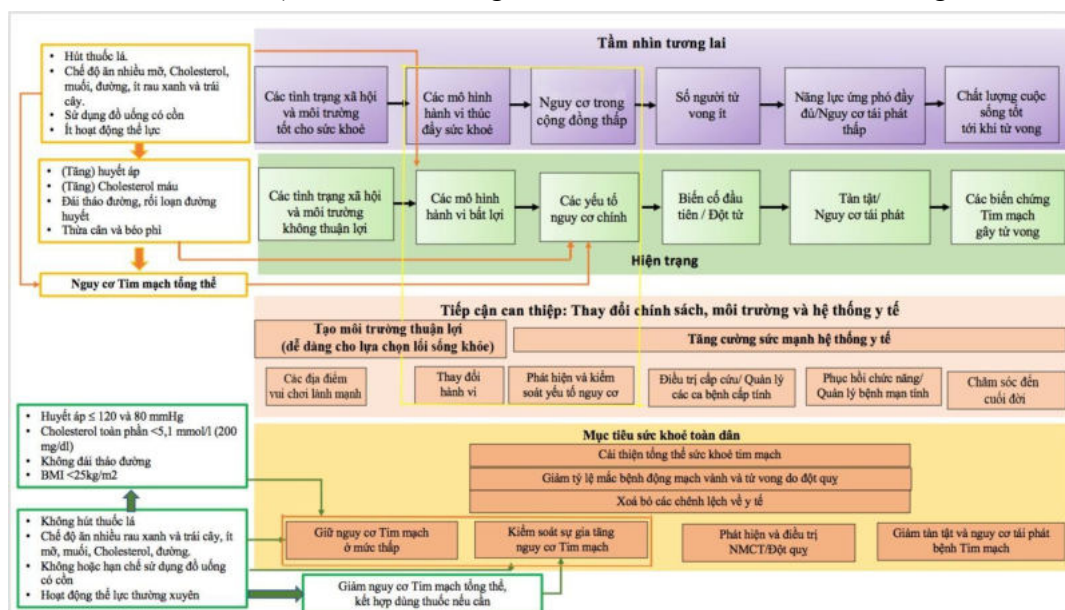 • Hút thuốc lá.
• Chế độ ăn nhiều mỡ, Cholesterol,
muối, đường, ít rau xanh và trái
cây.
• Sử dụng đồ uống có cồn
• Ít hoạt động thể lực
• (Tăng) huyết áp
• (Tăng) Cholesterol máu
• Đái tháo đường, rối loạn đường
huyết
• Thừa cân và béo phì
Nguy cơ Tim mạch tổng thể
Tầm nhìn tương lai
Các tình trạng xã hội
và môi trường
tốt cho sức khoẻ
Các mô hình
hành vi thúc
đẩy sức khoẻ
Nguy cơ trong
cộng đồng thấp
Số người tử
vong ít
Năng lực ứng phó đầy
đủ/Nguy cơ tái phát
thấp
Chất lượng cuộc
sống tốt
tới khi tử vong
Các tình trạng xã hội
và môi trường
không thuận lợi
Các mô hình
hành vi bất lợi
Các yếu tố
nguy cơ chính
Biến cố đầu
tiên / Đột tử
Tàn tật/
Nguy cơ tái phát
Các biến chứng
Tim mạch
gây tử vong
Hiện trạng
Tiếp cận can thiệp: Thay đổi chính sách, môi trường và hệ thống y tế
Tạo môi trường thuận lợi
(dễ dàng cho lựa chọn lối sống khỏe)
Tăng cường sức mạnh hệ thống y tế
Các địa điểm
vui chơi lành mạnh
Thay đổi
hành vi
Phát hiện và kiểm
soát yếu tố nguy cơ
Điều trị cấp cứu/ Quản lý
các ca bệnh cấp tính
Phục hồi chức năng/
Quản lý bệnh mạn tính
Chăm sóc đến
cuối đời
• Huyết áp ≤ 120 và 80 mmHg
• Cholesterol toàn phần <5,1 mmol/l (200
mg/dl)
• Không đái tháo đường
• BMI <25kg/m2
• Không hút thuốc lá
• Chế độ ăn nhiều rau xanh và trái cây, ít
mỡ, muối, Cholesterol, đường.
• Không hoặc hạn chế sử dụng đồ uống
có cồn
• Hoạt động thể lực thường xuyên
Mục tiêu sức khoẻ toàn dân
Cải thiện tổng thể sức khoẻ tim mạch
Giảm tỷ lệ mắc bệnh động mạch vành và tử vong do đột quỵ
Xoá bỏ các chênh lệch về y tế
Giữ nguy cơ Tim mạch
ở mức thấp
Kiểm soát sự gia tăng
nguy cơ Tim mạch
Phát hiện và điều trị
NMCT/Đột quỵ
Giảm tàn tật và nguy cơ tái phát
bệnh Tim mạch
Giảm nguy cơ Tim mạch tổng thể,
kết hợp dùng thuốc nếu cần